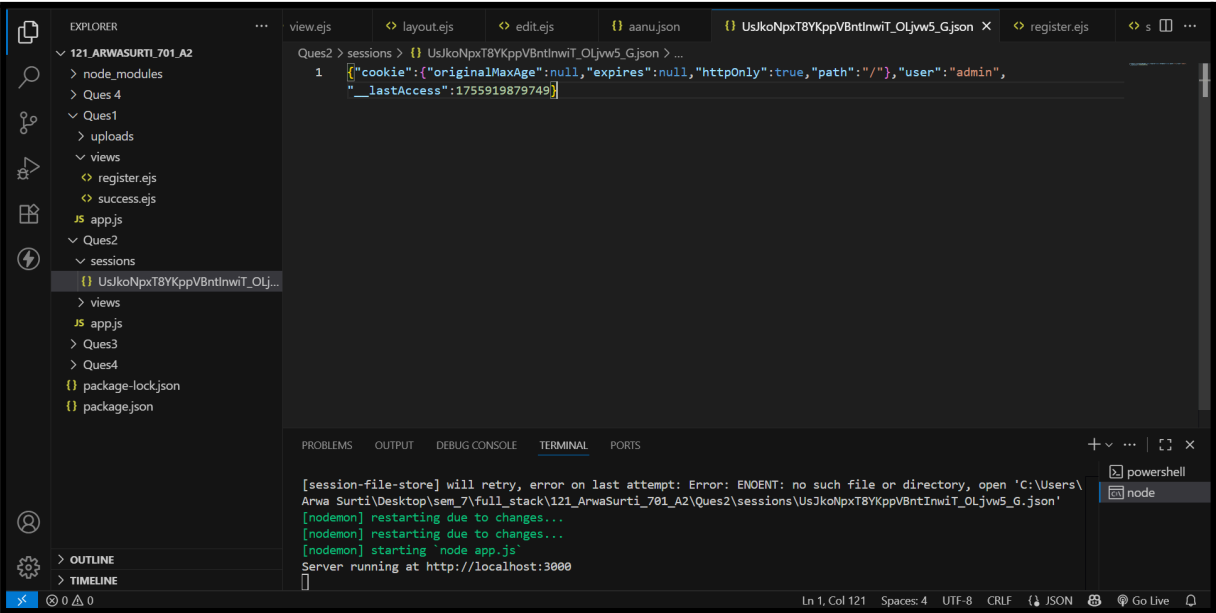 EXPLORER
121_ARWASURTI_701_A2
node_modules
Ques 4
Ques1
uploads
views
register.ejs
success.ejs
JS app.js
Ques2
sessions
{} UsJkoNpxT8YKppVBntInwiT_OLj...
views
JS app.js
Ques3
Ques4
{} package-lock.json
{} package.json
OUTLINE
TIMELINE
view.ejs layout.ejs edit.ejs {} aanu.json {} UsJkoNpxT8YKppVBntInwiT_OLjvw5_G.json register.ejs s
Ques2 > sessions > {} UsJkoNpxT8YKppVBntInwiT_OLjvw5_G.json > ...
1 {"cookie":{"originalMaxAge":null,"expires":null,"httpOnly":true,"path":"/"},"user":"admin",
"__lastAccess":1755919879749}
PROBLEMS OUTPUT DEBUG CONSOLE TERMINAL PORTS
[session-file-store] will retry, error on last attempt: Error: ENOENT: no such file or directory, open 'C:\Users\
Arwa Surti\Desktop\sem_7\full_stack\121_ArwaSurti_701_A2\Ques2\sessions\UsJkoNpxT8YKppVBntInwiT_OLjvw5_G.json'
[nodemon] restarting due to changes...
[nodemon] restarting due to changes...
[nodemon] starting `node app.js`
Server running at http://localhost:3000
powershell
node
0 0 Ln 1, Col 121 Spaces: 4 UTF-8 CRLF {} JSON Go Live